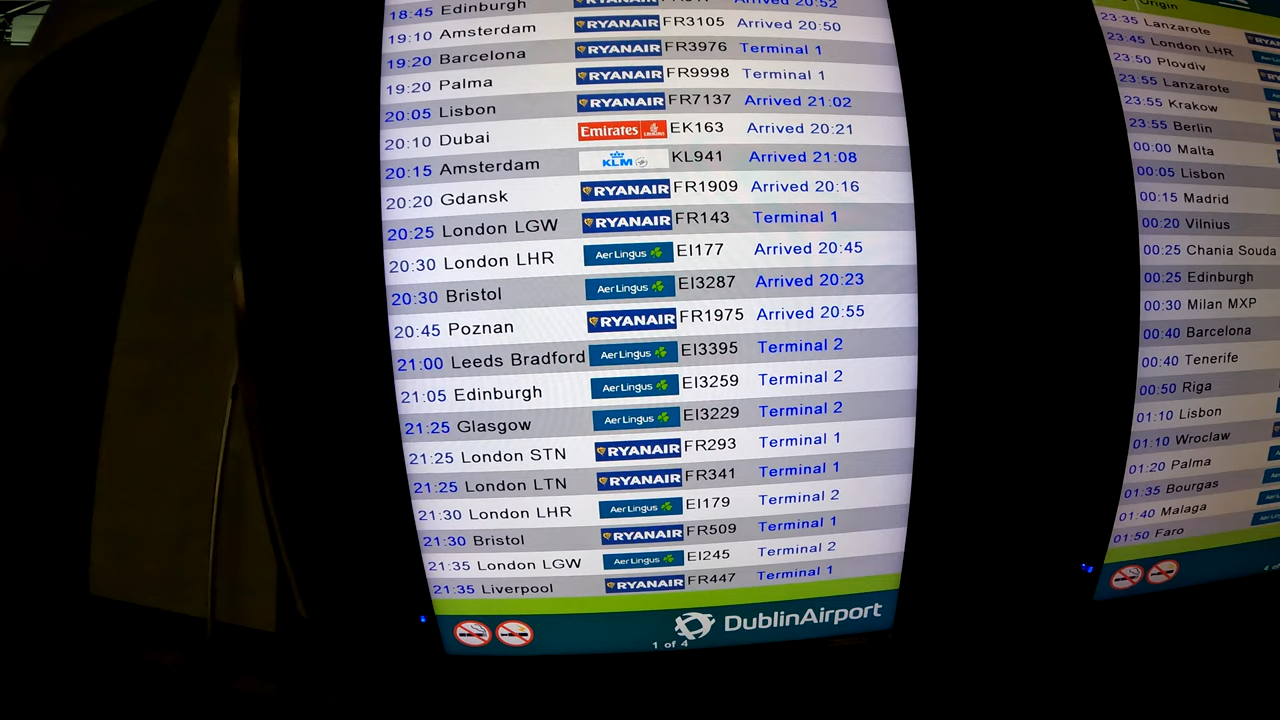 18:45 Edinburgh RYANAIR Arrived 20:52
19:10 Amsterdam RYANAIR FR3105 Arrived 20:50
19:20 Barcelona RYANAIR FR3976 Terminal 1
19:20 Palma RYANAIR FR9998 Terminal 1
20:05 Lisbon RYANAIR FR7137 Arrived 21:02
20:10 Dubai Emirates EK163 Arrived 20:21
20:15 Amsterdam KLM KL941 Arrived 21:08
20:20 Gdansk RYANAIR FR1909 Arrived 20:16
20:25 London LGW RYANAIR FR143 Terminal 1
20:30 London LHR Aer Lingus EI177 Arrived 20:45
20:30 Bristol Aer Lingus EI3287 Arrived 20:23
20:45 Poznan RYANAIR FR1975 Arrived 20:55
21:00 Leeds Bradford Aer Lingus EI3395 Terminal 2
21:05 Edinburgh Aer Lingus EI3259 Terminal 2
21:25 Glasgow Aer Lingus EI3229 Terminal 2
21:25 London STN RYANAIR FR293 Terminal 1
21:25 London LTN RYANAIR FR341 Terminal 1
21:30 London LHR Aer Lingus EI179 Terminal 2
21:30 Bristol RYANAIR FR509 Terminal 1
21:35 London LGW Aer Lingus EI245 Terminal 2
21:35 Liverpool RYANAIR FR447 Terminal 1
DublinAirport
1 of 4
Origin
23:35 Lanzarote
23:45 London LHR
23:50 Plovdiv
23:55 Lanzarote
23:55 Krakow
23:55 Berlin
00:00 Malta
00:05 Lisbon
00:15 Madrid
00:20 Vilnius
00:25 Chania Souda
00:25 Edinburgh
00:30 Milan MXP
00:40 Barcelona
00:40 Tenerife
00:50 Riga
01:10 Lisbon
01:10 Wroclaw
01:20 Palma
01:35 Bourgas
01:40 Malaga
01:50 Faro